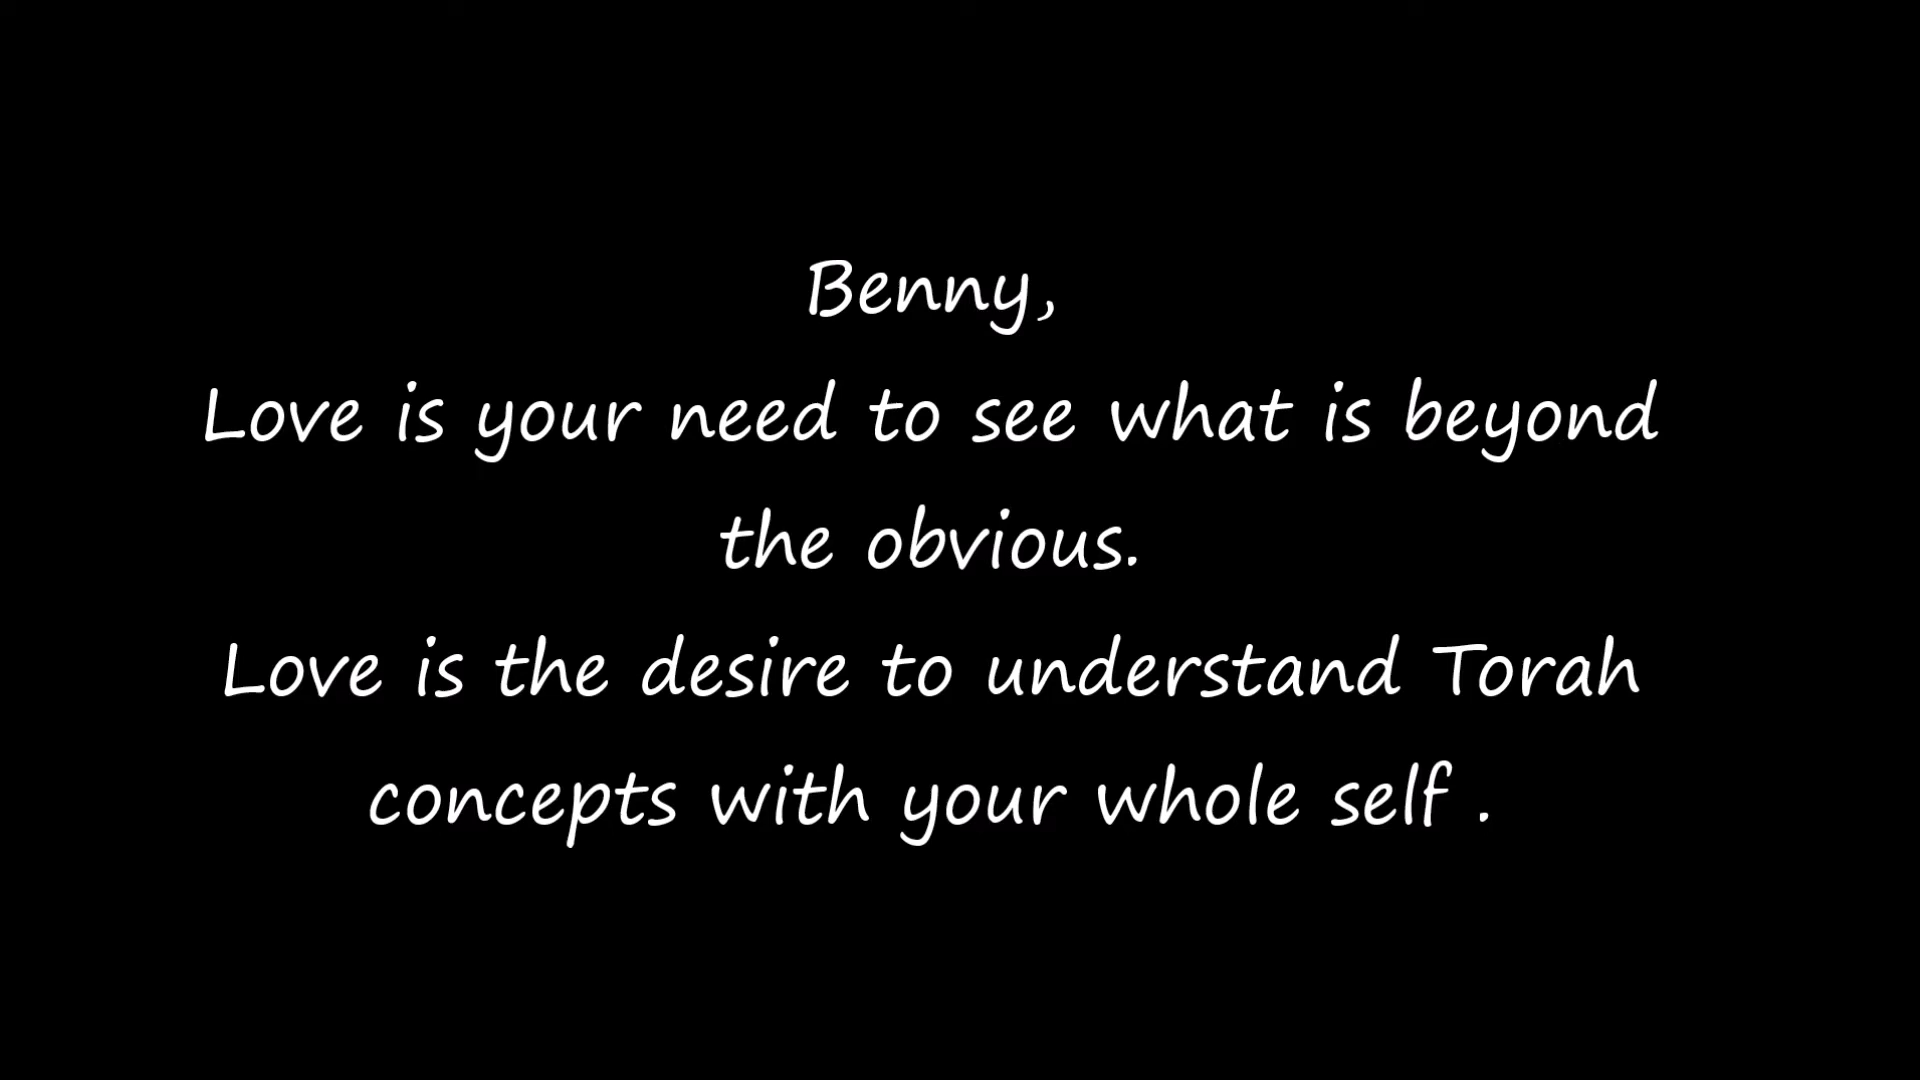 Benny,
Love is your need to see what is beyond
the obvious.
Love is the desire to understand Torah
concepts with your whole self .